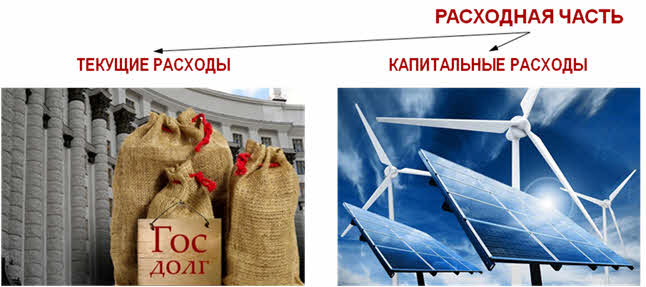 РАСХОДНАЯ ЧАСТЬ
ТЕКУЩИЕ РАСХОДЫ
КАПИТАЛЬНЫЕ РАСХОДЫ
Гос
долг